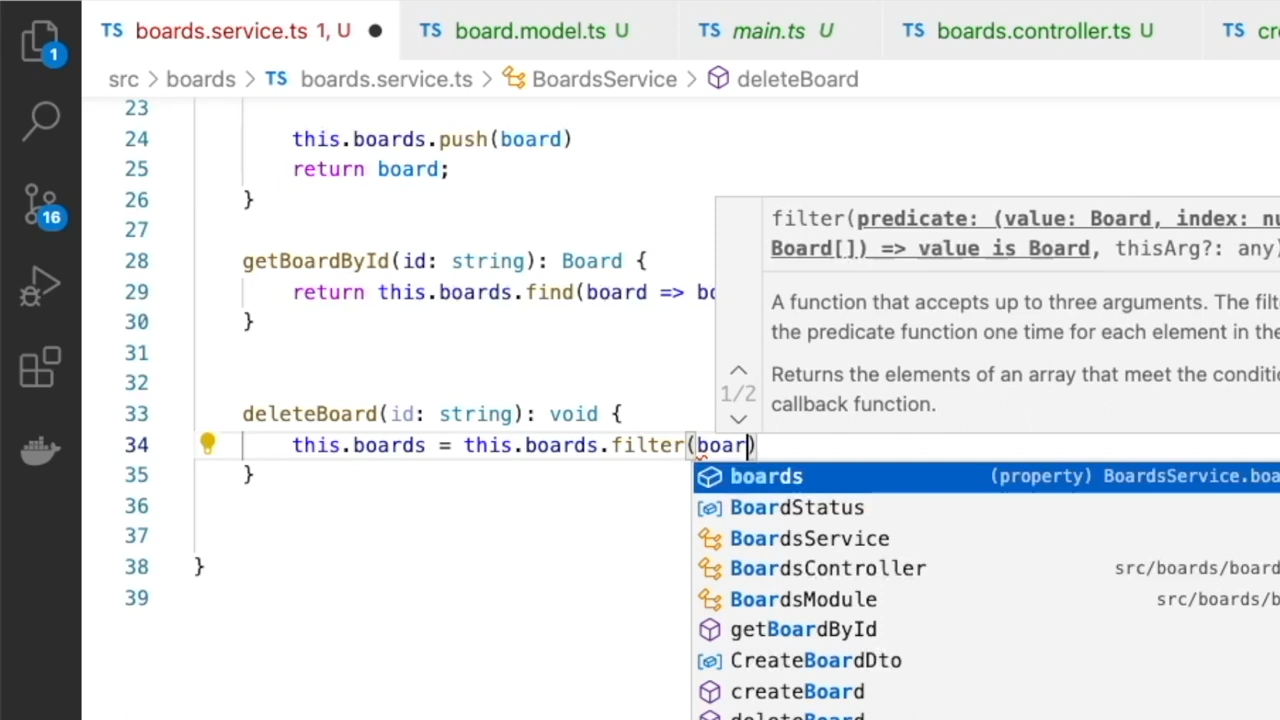 TS boards.service.ts 1, U ● TS board.model.ts U TS main.ts U TS boards.controller.ts U TS cr
src > boards > TS boards.service.ts > BoardsService > deleteBoard
1
16
23
24 this.boards.push(board)
25 return board;
26 }
27
28 getBoardById(id: string): Board {
29 return this.boards.find(board => bo
30 }
31
32
33 deleteBoard(id: string): void {
34 this.boards = this.boards.filter(boar)
35 }
36
37
38 }
39
filter(predicate: (value: Board, index: nu
Board[]) => value is Board, thisArg?: any)
A function that accepts up to three arguments. The filte
the predicate function one time for each element in the
1/2
Returns the elements of an array that meet the conditio
callback function.
boards (property) BoardsService.boa
BoardStatus
BoardsService
BoardsController src/boards/board
BoardsModule src/boards/b
getBoardById
CreateBoardDto
createBoard
deleteBoard